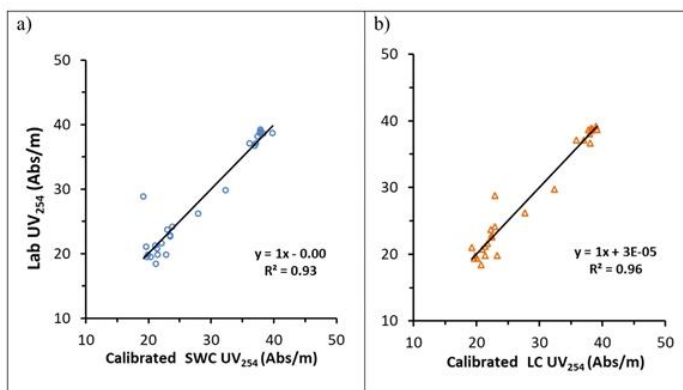 a)
50
40
30
20
10
Lab UV254 (Abs/m)
y = 1x - 0.00
R² = 0.93
10 20 30 40 50
Calibrated SWC UV254 (Abs/m)
b)
50
40
30
20
10
y = 1x + 3E-05
R² = 0.96
10 20 30 40 50
Calibrated LC UV254 (Abs/m)